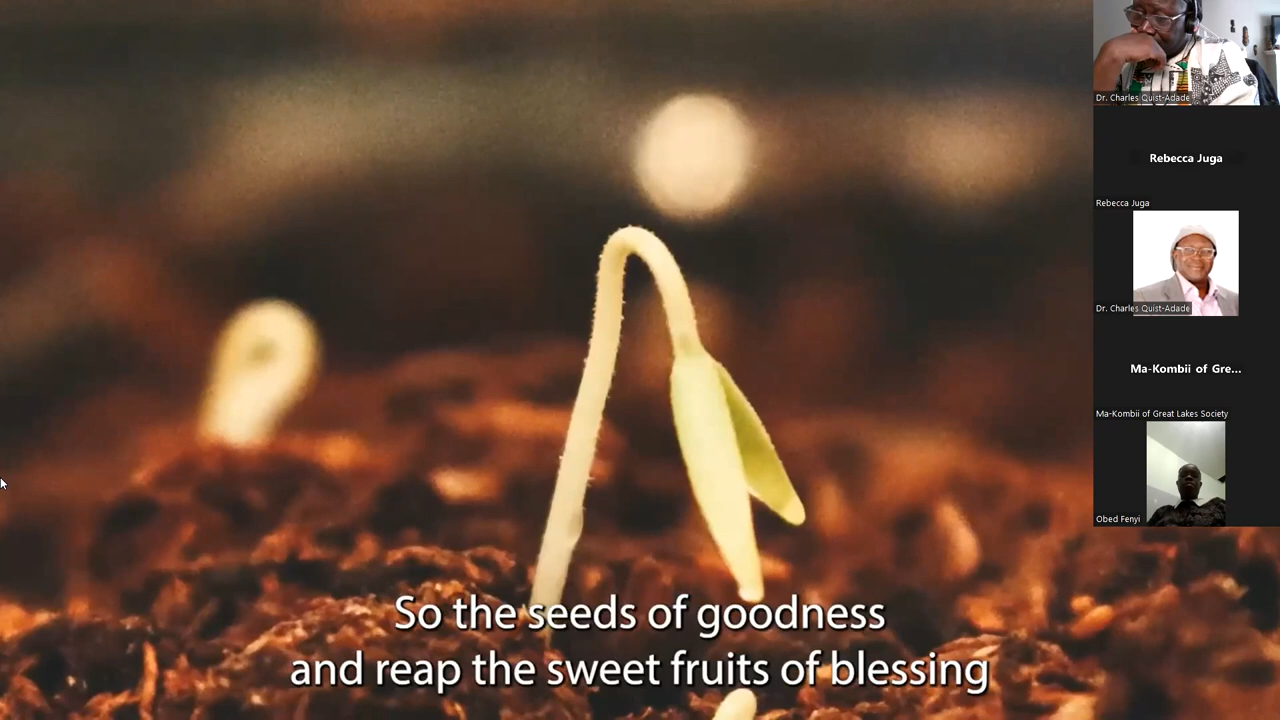 So the seeds of goodness
and reap the sweet fruits of blessing
Dr. Charles Quist-Adade
Rebecca Juga
Rebecca Juga
Dr. Charles Quist-Adade
Ma-Kombii of Gre...
Ma-Kombii of Great Lakes Society
Obed Fenyi